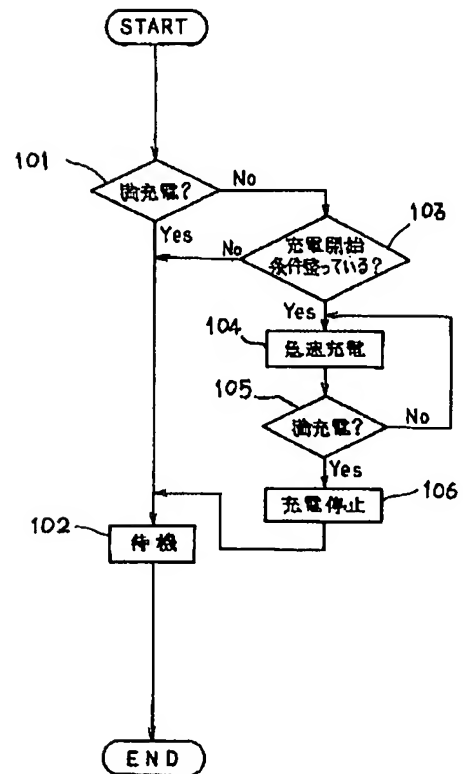 START
101
満充電?
No
103
Yes
No
充電開始
条件整っている?
Yes
104
急速充電
105
満充電?
No
Yes
106
充電停止
102
待機
END